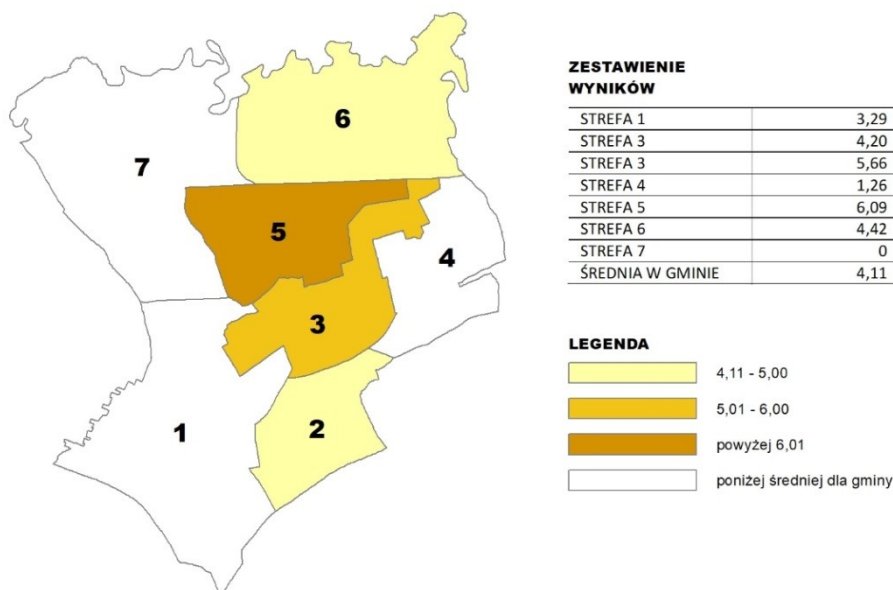 6
7
5
4
3
1
2
ZESTAWIENIE
WYNIKÓW
STREFA 1 3,29
STREFA 3 4,20
STREFA 3 5,66
STREFA 4 1,26
STREFA 5 6,09
STREFA 6 4,42
STREFA 7 0
ŚREDNIA W GMINIE 4,11
LEGENDA
4,11 - 5,00
5,01 - 6,00
powyżej 6,01
poniżej średniej dla gminy